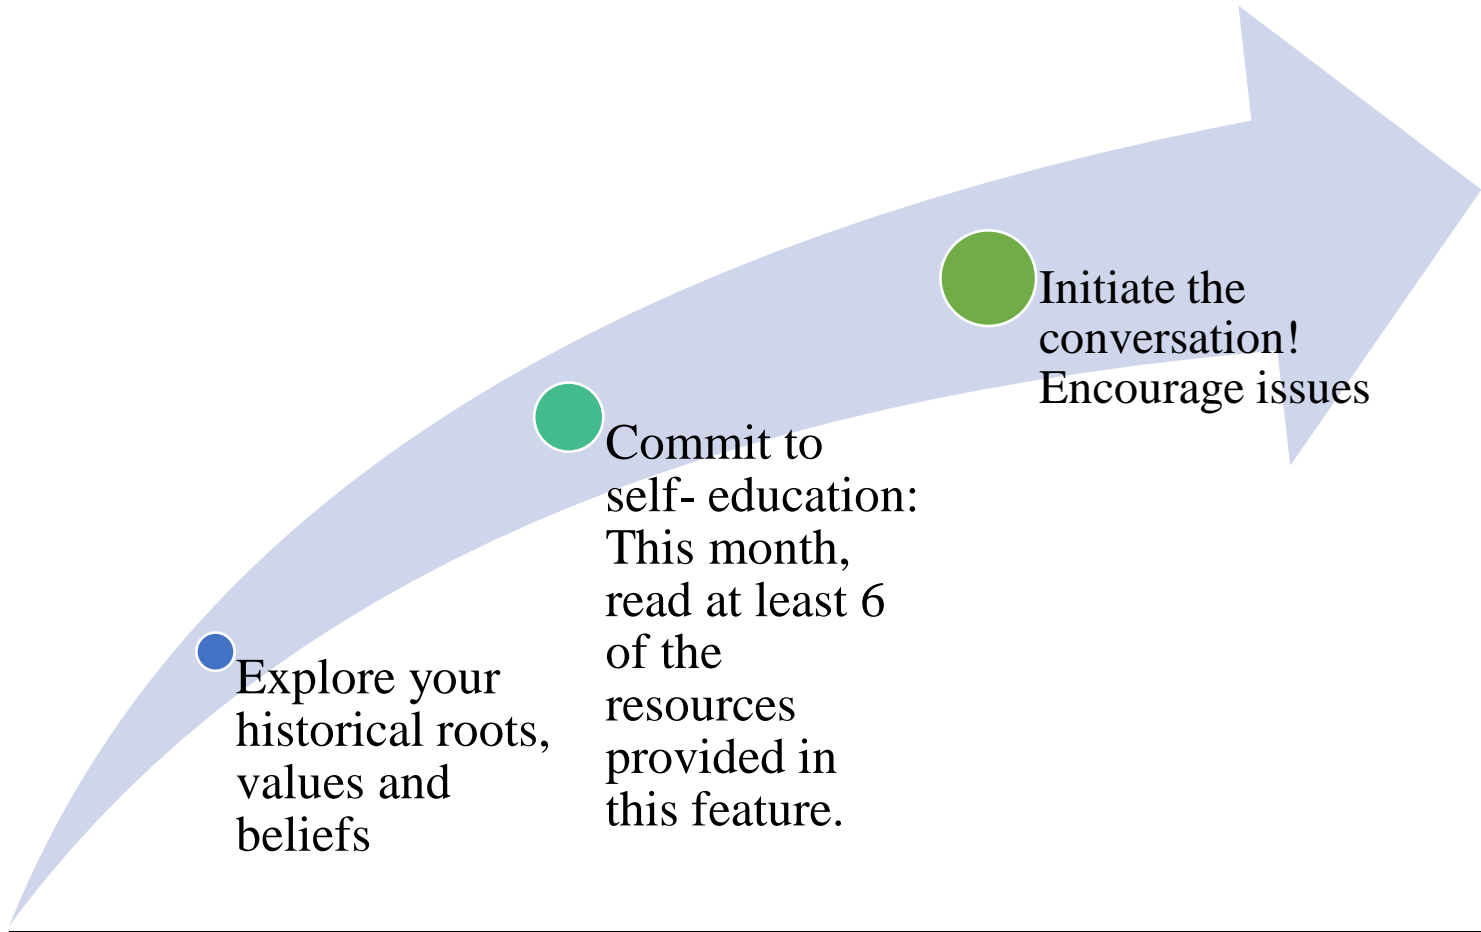 Explore your
historical roots,
values and
beliefs
Commit to
self- education:
This month,
read at least 6
of the
resources
provided in
this feature.
Initiate the
conversation!
Encourage issues